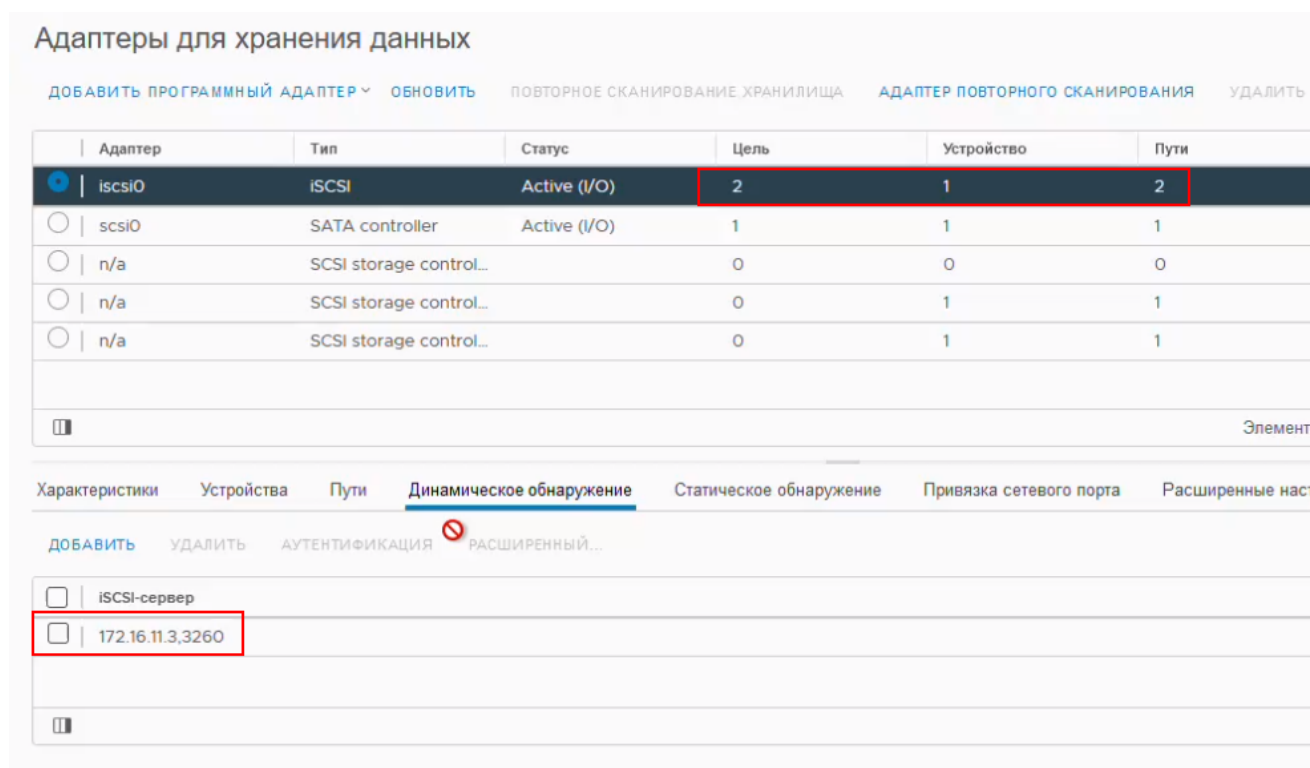 Адаптеры для хранения данных
ДОБАВИТЬ ПРОГРАММНЫЙ АДАПТЕР ОБНОВИТЬ ПОВТОРНОЕ СКАНИРОВАНИЕ ХРАНИЛИЩА АДАПТЕР ПОВТОРНОГО СКАНИРОВАНИЯ УДАЛИТЬ
Адаптер Тип Статус Цель Устройство Пути
iscsi0 iSCSI Active (I/O) 2 1 2
scsi0 SATA controller Active (I/O) 1 1 1
n/a SCSI storage control... 0 0 0
n/a SCSI storage control... 0 1 1
n/a SCSI storage control... 0 1 1
Элемент
Характеристики Устройства Пути Динамическое обнаружение Статическое обнаружение Привязка сетевого порта Расширенные наст
ДОБАВИТЬ УДАЛИТЬ АУТЕНТИФИКАЦИЯ РАСШИРЕННЫЙ...
iSCSI-сервер
172.16.11.3,3260